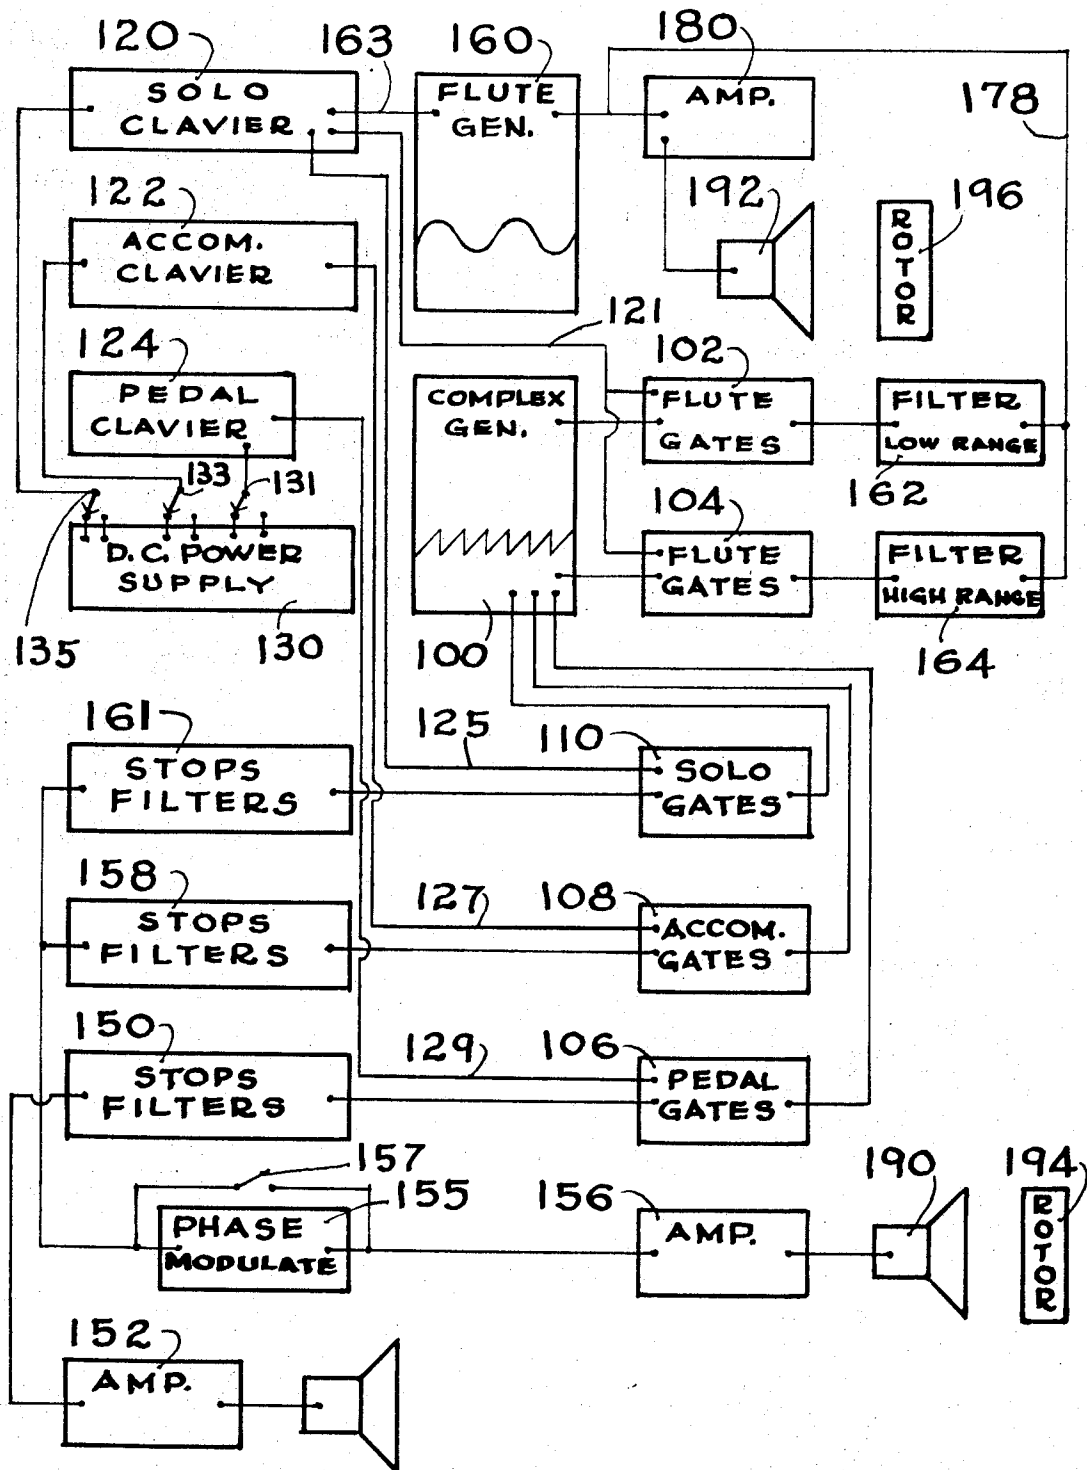 120
163
160
180
SOLO
CLAVIER
FLUTE
GEN.
AMP.
178
122
192
196
ACCOM.
CLAVIER
ROTOR
121
124
102
PEDAL
CLAVIER
COMPLEX
GEN.
FLUTE
GATES
FILTER
LOW RANGE
133
131
162
104
D.C. POWER
SUPPLY
FLUTE
GATES
FILTER
HIGH RANGE
135
130
100
164
161
125
110
STOPS
FILTERS
SOLO
GATES
158
127
108
STOPS
FILTERS
ACCOM.
GATES
150
129
106
STOPS
FILTERS
PEDAL
GATES
157
190
194
155
156
PHASE
MODULATE
AMP.
ROTOR
152
AMP.